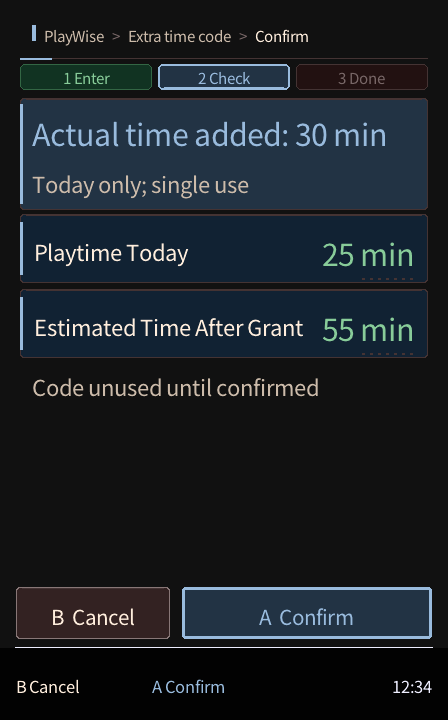 PlayWise > Extra time code > Confirm
1 Enter 2 Check 3 Done
Actual time added: 30 min
Today only; single use
Playtime Today 25 min
Estimated Time After Grant 55 min
Code unused until confirmed
B Cancel A Confirm
B Cancel A Confirm 12:34